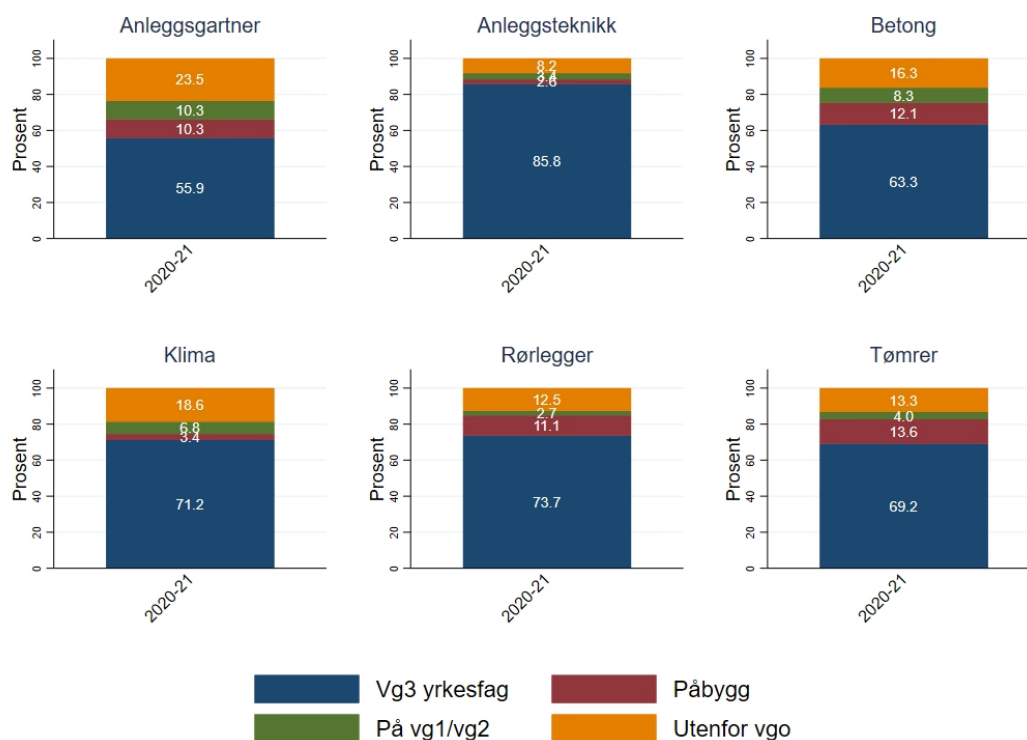 Anleggsgartner
Anleggsteknikk
Betong
Prosent
0 20 40 60 80 100
23.5
10.3
10.3
55.9
2020-21
Prosent
0 20 40 60 80 100
8.2
3.4
2.6
85.8
2020-21
Prosent
0 20 40 60 80 100
16.3
8.3
12.1
63.3
2020-21
Klima
Rørlegger
Tømrer
Prosent
0 20 40 60 80 100
18.6
6.8
3.4
71.2
2020-21
Prosent
0 20 40 60 80 100
12.5
2.7
11.1
73.7
2020-21
Prosent
0 20 40 60 80 100
13.3
4.0
13.6
69.2
2020-21
Vg3 yrkesfag
Påbygg
På vg1/vg2
Utenfor vgo